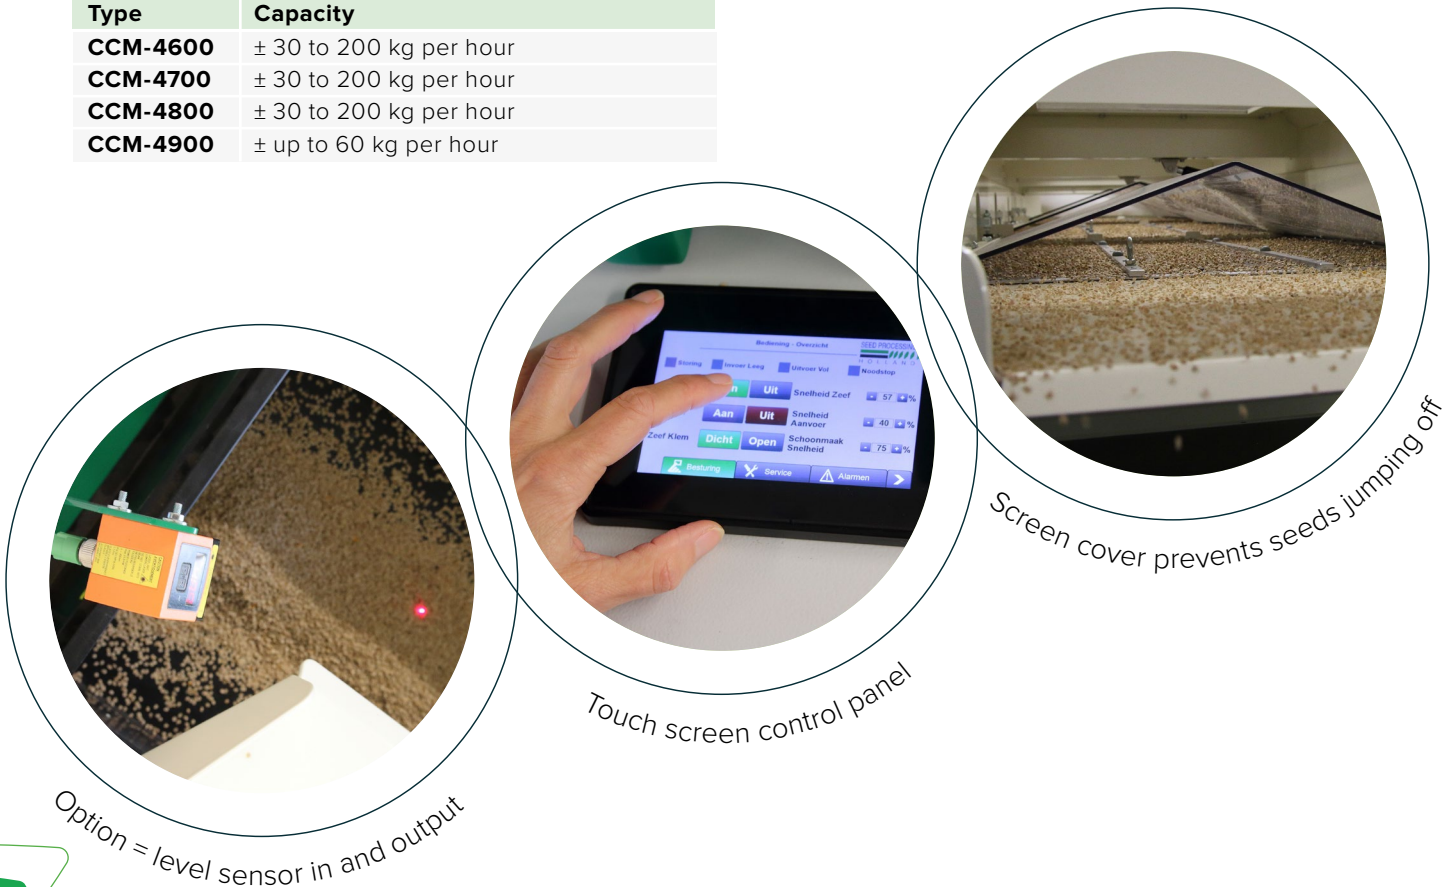 Type Capacity
CCM-4600 ± 30 to 200 kg per hour
CCM-4700 ± 30 to 200 kg per hour
CCM-4800 ± 30 to 200 kg per hour
CCM-4900 ± up to 60 kg per hour
Screen cover prevents seeds jumping off
Bediening - Overzicht
SEED PROCESSING
HOLLAND
Storing Invoer Leeg Uitvoer Vol Noodstop
Uit Snelheid Zeef - 57 + %
Aan Uit Snelheid Aanvoer - 40 + %
Zeef Klem Dicht Open Schoonmaak Snelheid - 75 + %
Besturing Service Alarmen
Touch screen control panel
Option = level sensor in and output